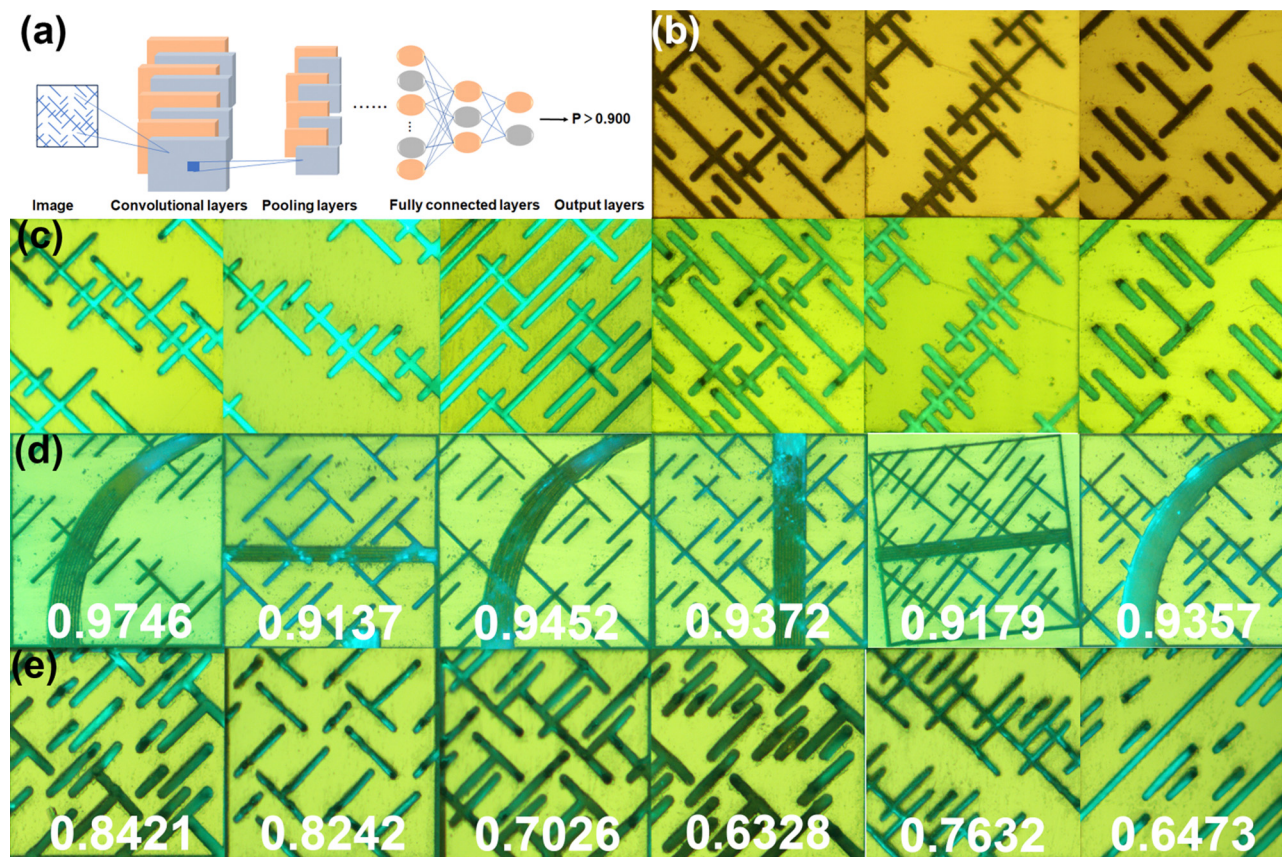 (a)
P > 0.900
Image
Convolutional layers
Pooling layers
Fully connected layers
Output layers
(b)
(c)
(d)
0.9746
0.9137
0.9452
0.9372
0.9179
0.9357
(e)
0.8421
0.8242
0.7026
0.6328
0.7632
0.6473